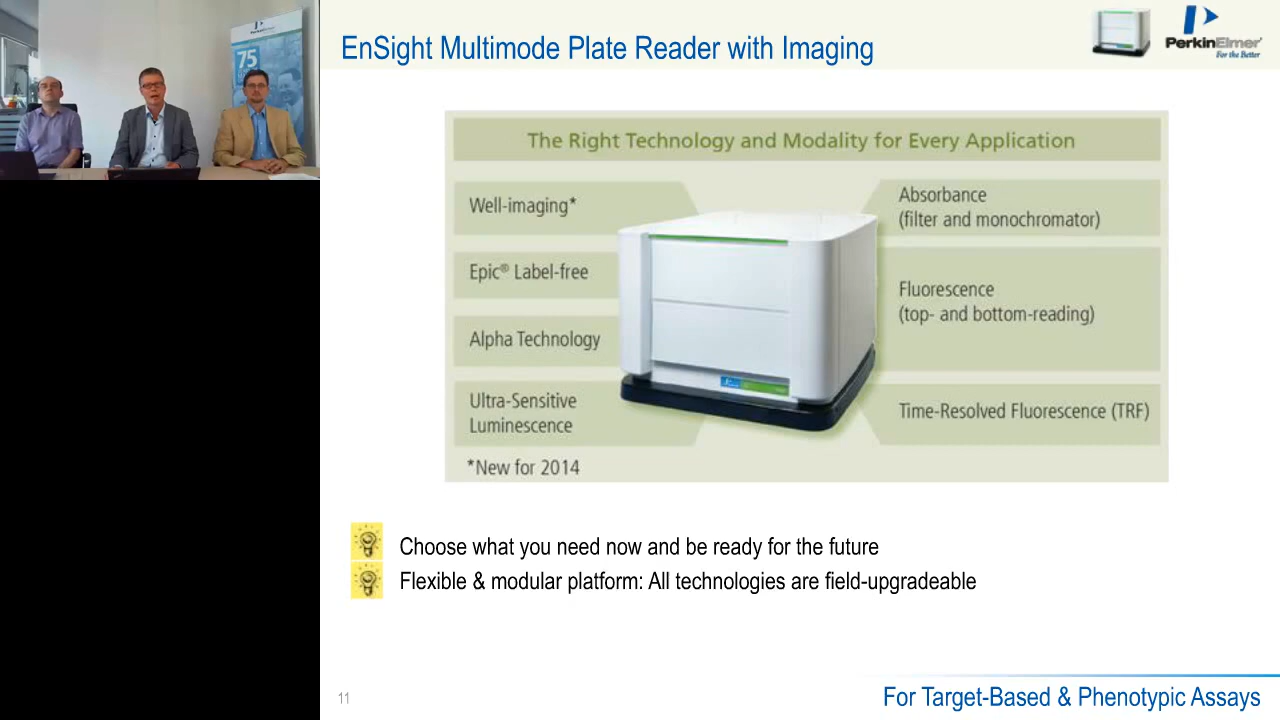 EnSight Multimode Plate Reader with Imaging
PerkinElmer
For the Better
PerkinElmer
75
The Right Technology and Modality for Every Application
Well-imaging*
Epic® Label-free
Alpha Technology
Ultra-Sensitive
Luminescence
*New for 2014
Absorbance
(filter and monochromator)
Fluorescence
(top- and bottom-reading)
Time-Resolved Fluorescence (TRF)
Choose what you need now and be ready for the future
Flexible & modular platform: All technologies are field-upgradeable
11
For Target-Based & Phenotypic Assays